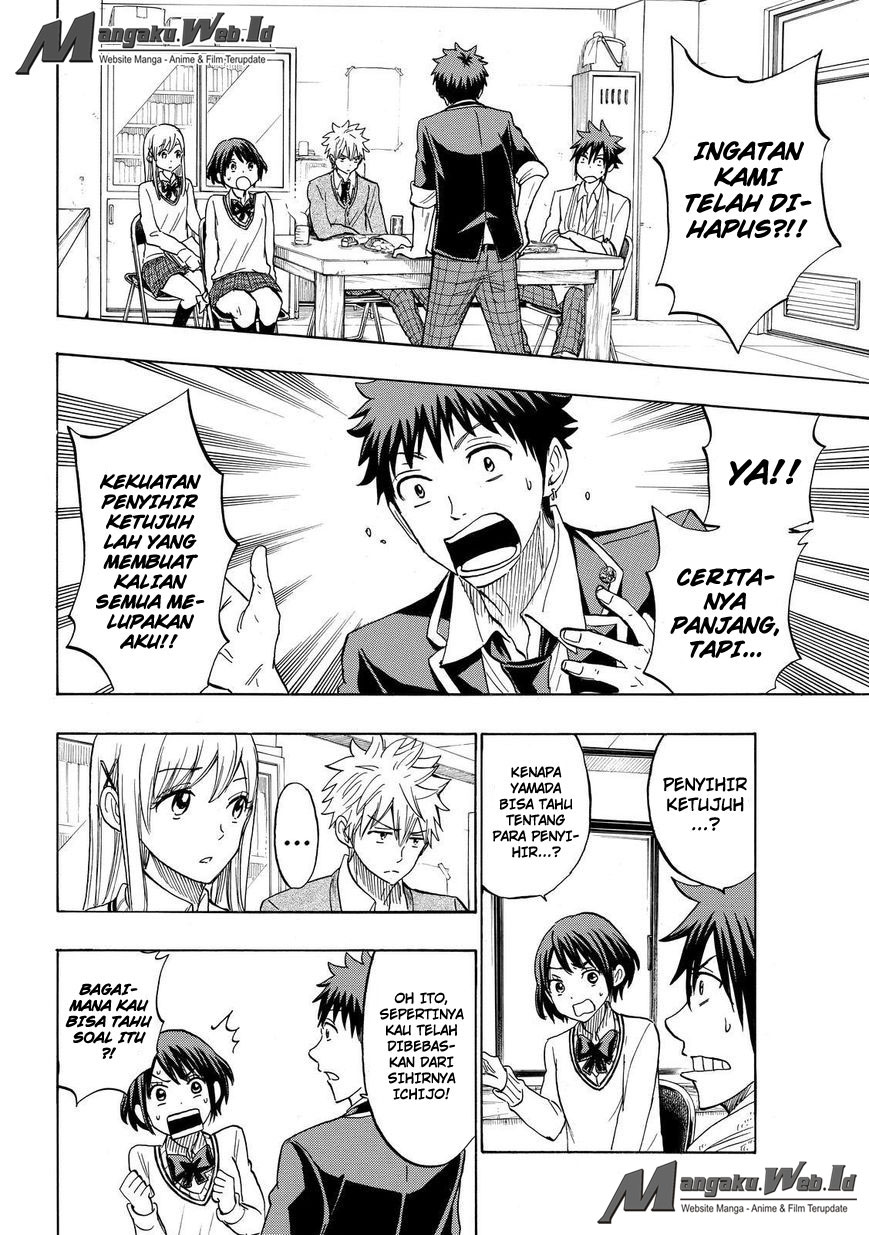 Mangaku.Web.Id
Website Manga - Anime & Film Terupdate
INGATAN
KAMI
TELAH DI-
HAPUS?!!
YA!!
CERITA-
NYA
PANJANG,
TAPI...
KEKUATAN
PENYIHIR
KETUJUH
LAH YANG
MEMBUAT
KALIAN
SEMUA ME-
LUPAKAN
AKU!!
PENYIHIR
KETUJUH
...?
KENAPA
YAMADA
BISA TAHU
TENTANG
PARA PENYI-
HIR...?
...
OH ITO,
SEPERTINYA
KAU TELAH
DIBEBAS-
KAN DARI
SIHIRNYA
ICHIJO!
BAGAI-
MANA KAU
BISA TAHU
SOAL ITU
?!
Mangaku.Web.Id
Website Manga - Anime & Film Terupdate